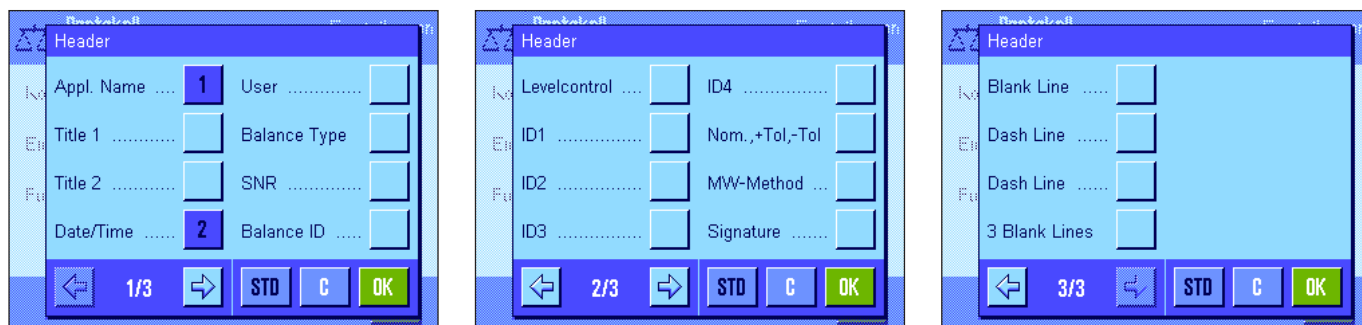 Header
Appl. Name .... 1 User .............
Title 1 ............ Balance Type
Title 2 ............ SNR .............
Date/Time ...... 2 Balance ID .....
1/3 STD C OK
Header
Levelcontrol .... ID4 ...............
ID1 ............... Nom.,+Tol,-Tol
ID2 ............... MW-Method ...
ID3 ............... Signature .......
2/3 STD C OK
Header
Blank Line .....
Dash Line ......
Dash Line ......
3 Blank Lines
3/3 STD C OK